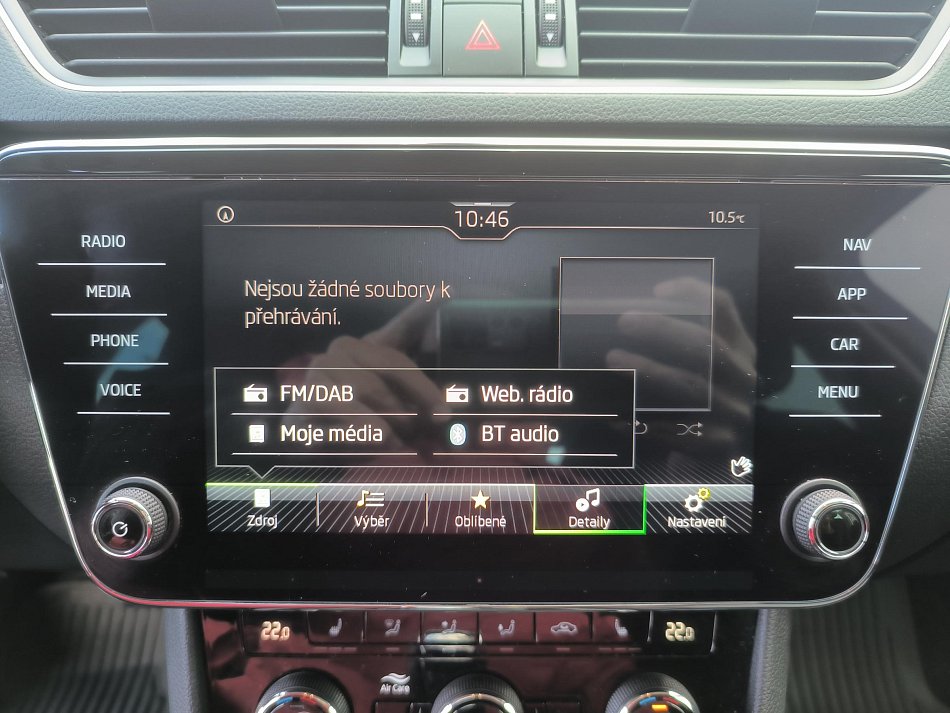 10:46
10.5°C
RADIO
MEDIA
PHONE
VOICE
NAV
APP
CAR
MENU
Nejsou žádné soubory k
přehrávání.
FM/DAB
Web. rádio
Moje média
BT audio
Zdroj
Výběr
Oblíbené
Detaily
Nastavení
22.0
22.0
Air Care